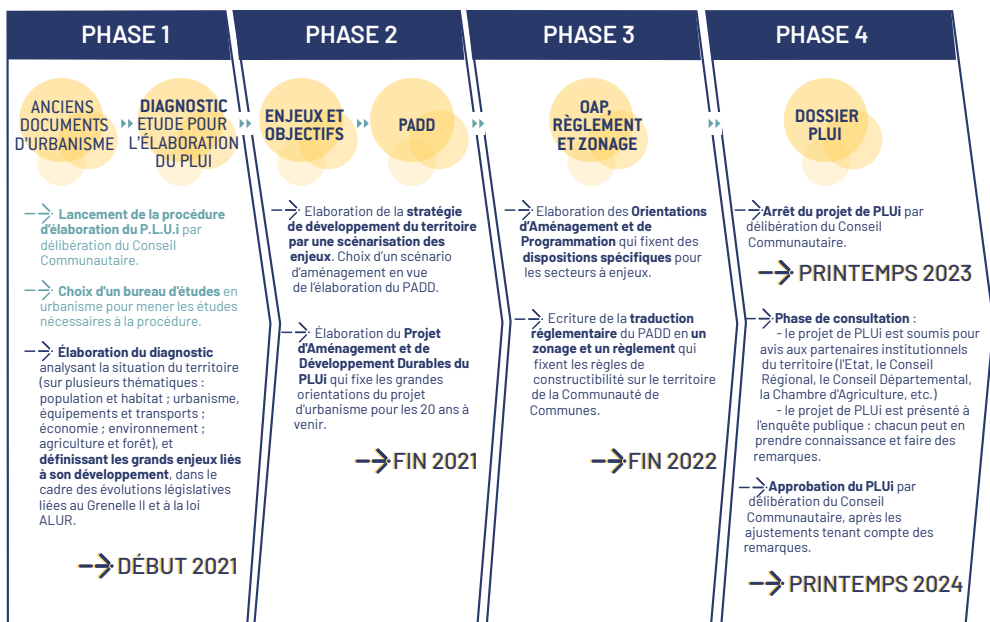 PHASE 1
ANCIENS
DOCUMENTS
D'URBANISME
DIAGNOSTIC
ETUDE POUR
L'ÉLABORATION
DU PLUI
Lancement de la procédure
d'élaboration du P.L.U.i par
délibération du Conseil
Communautaire.
Choix d'un bureau d'études en
urbanisme pour mener les études
nécessaires à la procédure.
Élaboration du diagnostic
analysant la situation du territoire
(sur plusieurs thématiques :
population et habitat ; urbanisme,
équipements et transports ;
économie ; environnement ;
agriculture et forêt), et
définissant les grands enjeux liés
à son développement, dans le
cadre des évolutions législatives
liées au Grenelle II et à la loi
ALUR.
DÉBUT 2021
PHASE 2
ENJEUX ET
OBJECTIFS
PADD
Elaboration de la stratégie
de développement du territoire
par une scénarisation des
enjeux. Choix d'un scénario
d'aménagement en vue
de l'élaboration du PADD.
Élaboration du Projet
d'Aménagement et de
Développement Durables du
PLUi qui fixe les grandes
orientations du projet
d'urbanisme pour les 20 ans à
venir.
FIN 2021
PHASE 3
OAP,
RÈGLEMENT
ET ZONAGE
Elaboration des Orientations
d'Aménagement et de
Programmation qui fixent des
dispositions spécifiques pour
les secteurs à enjeux.
Ecriture de la traduction
réglementaire du PADD en un
zonage et un règlement qui
fixent les règles de
constructibilité sur le territoire
de la Communauté de
Communes.
FIN 2022
PHASE 4
DOSSIER
PLUI
Arrêt du projet de PLUi par
délibération du Conseil
Communautaire.
PRINTEMPS 2023
Phase de consultation :
- le projet de PLUi est soumis pour
avis aux partenaires institutionnels
du territoire (l'Etat, le Conseil
Régional, le Conseil Départemental,
la Chambre d'Agriculture, etc.)
- le projet de PLUi est présenté à
l'enquête publique : chacun peut en
prendre connaissance et faire des
remarques.
Approbation du PLUi par
délibération du Conseil
Communautaire, après les
ajustements tenant compte des
remarques.
PRINTEMPS 2024